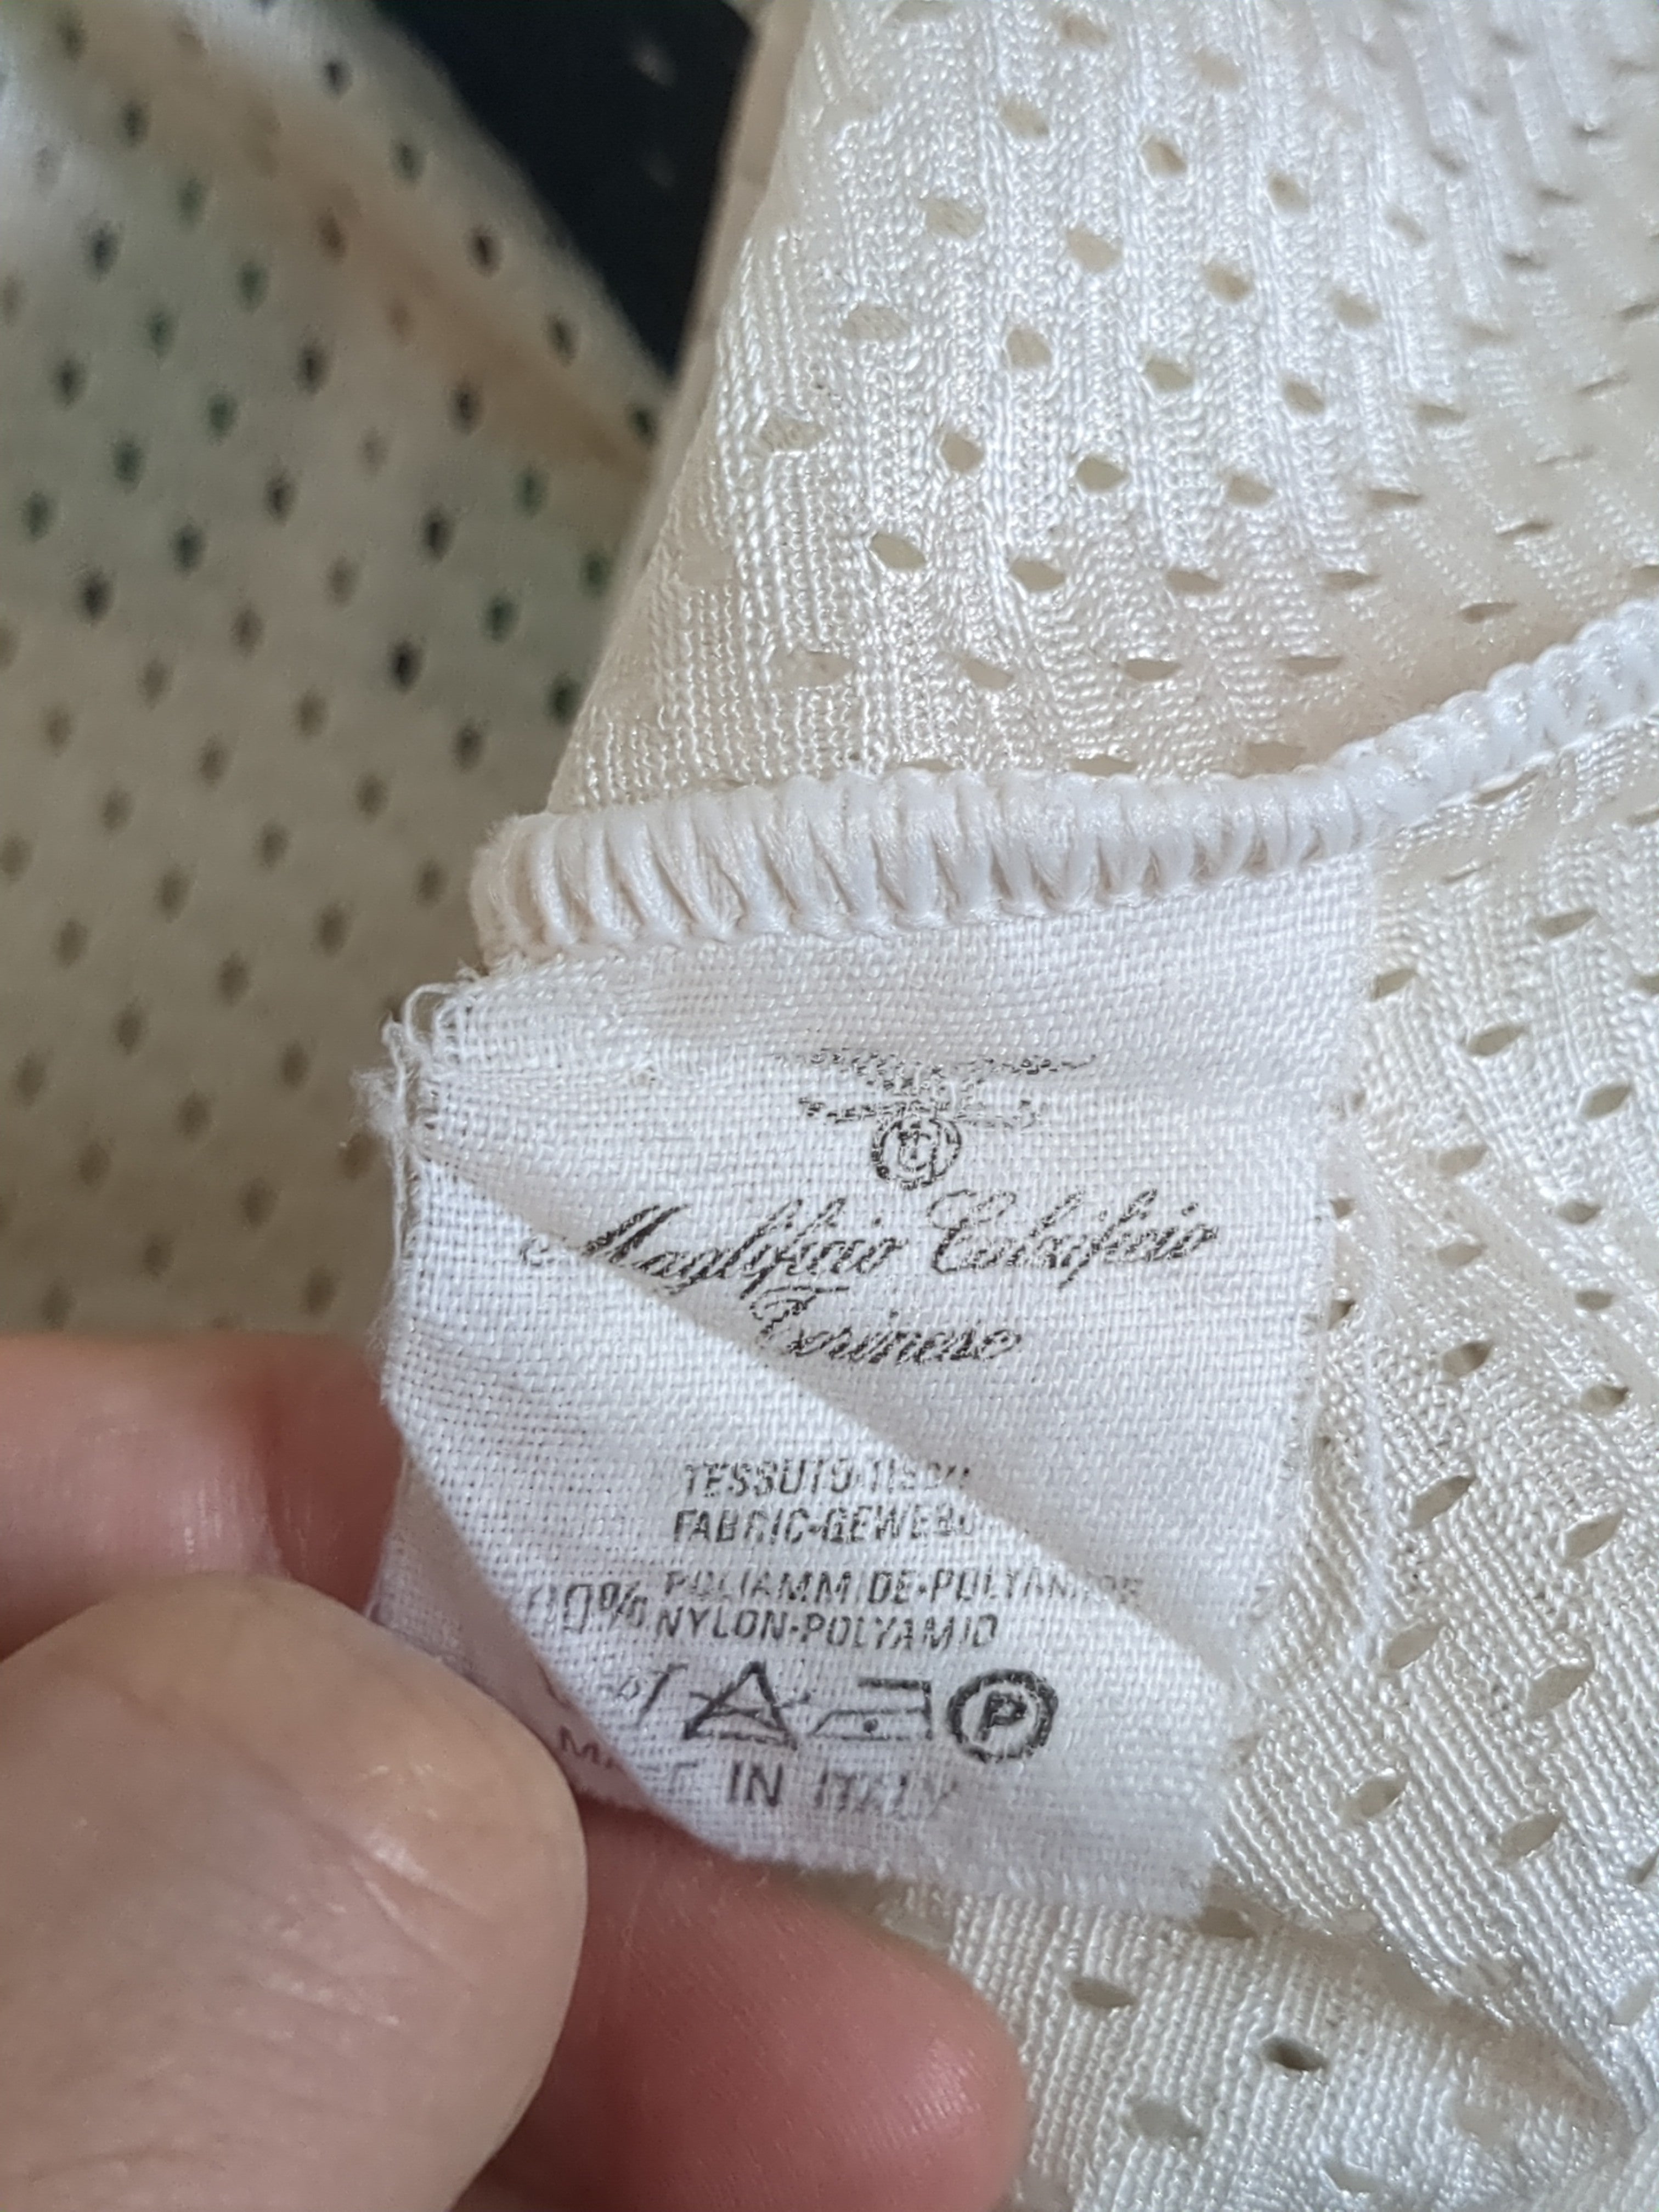 Maglificio Calzificio
Torinese
TESSUTO-TISSU
FABRIC-GEWEBE
POLIAMMIDE-POLYAMIDE
NYLON-POLYAMID
P
IN ITALY